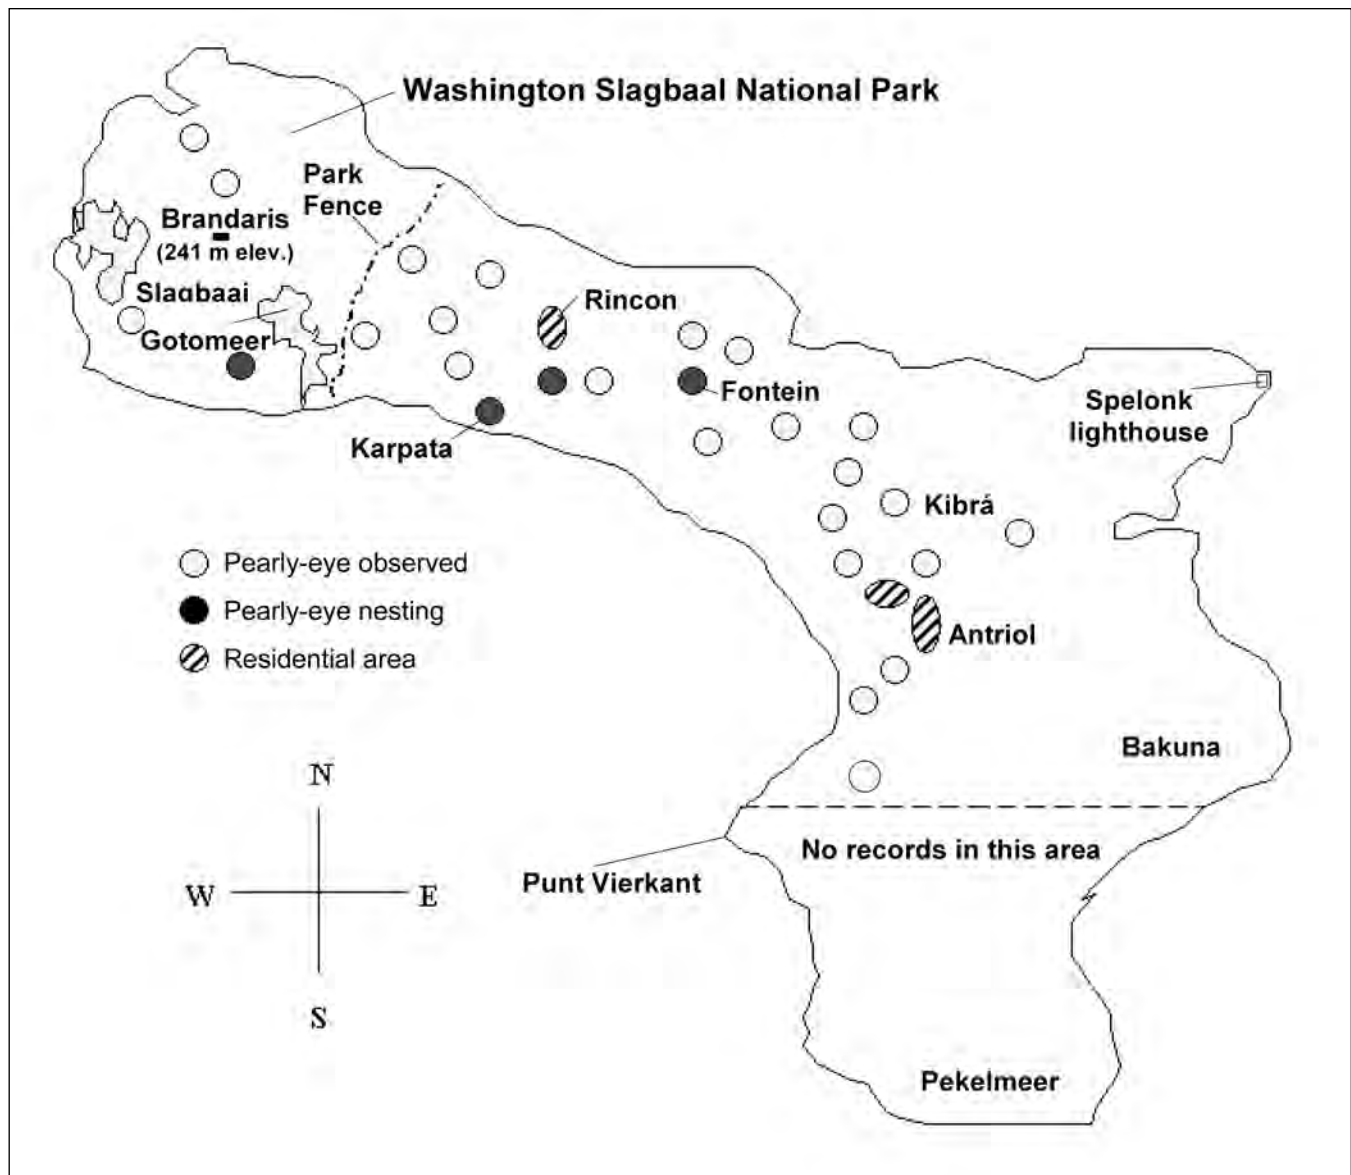 Washington Slagbaal National Park
Park
Fence
Brandaris
(241 m elev.)
Slagbaai
Gotomeer
Rincon
Fontein
Karpata
Spelonk
lighthouse
Kibrá
Pearly-eye observed
Pearly-eye nesting
Residential area
Antriol
Bakuna
No records in this area
Punt Vierkant
N
W
E
S
Pekelmeer